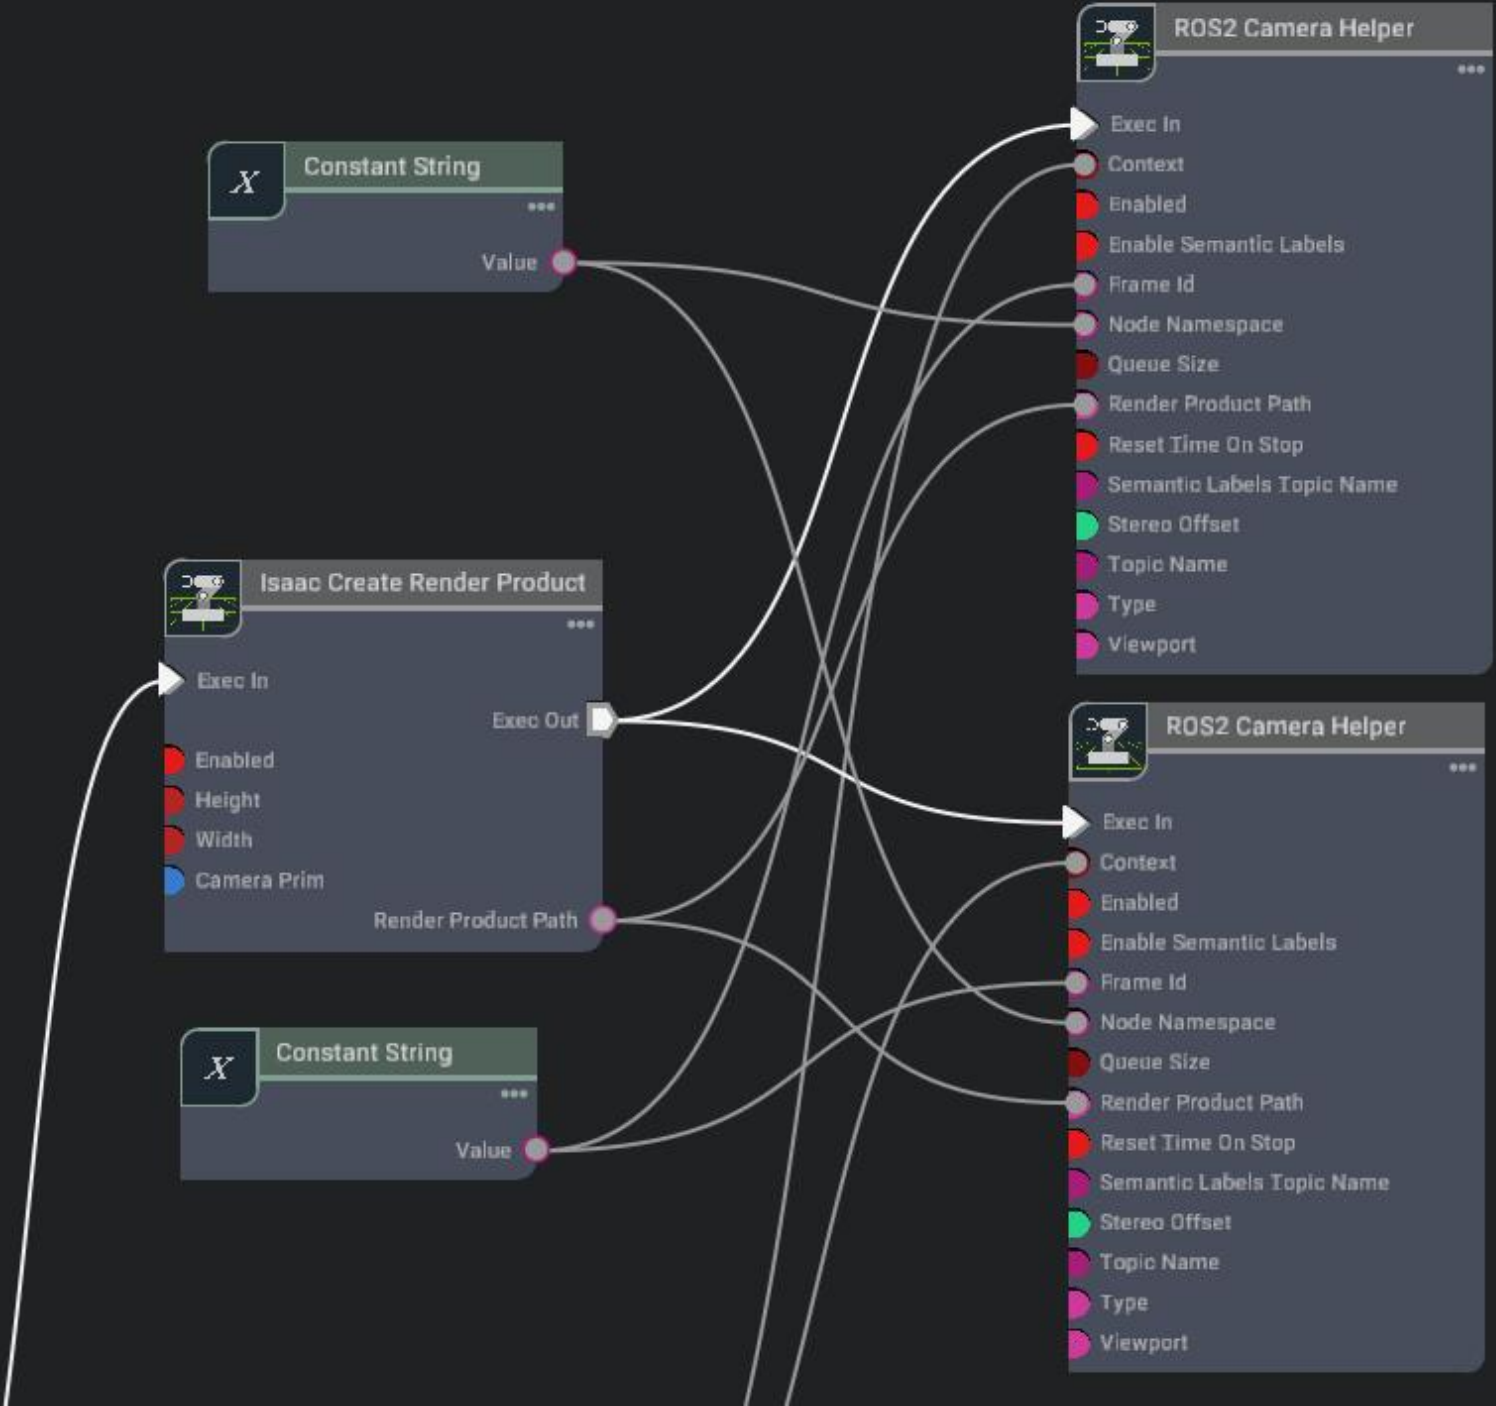 ROS2 Camera Helper
Exec In
Context
Enabled
Enable Semantic Labels
Frame Id
Node Namespace
Queue Size
Render Product Path
Reset Time On Stop
Semantic Labels Topic Name
Stereo Offset
Topic Name
Type
Viewport
X
Constant String
Value
Isaac Create Render Product
Exec In
Exec Out
Enabled
Height
Width
Camera Prim
Render Product Path
X
Constant String
Value
ROS2 Camera Helper
Exec In
Context
Enabled
Enable Semantic Labels
Frame Id
Node Namespace
Queue Size
Render Product Path
Reset Time On Stop
Semantic Labels Topic Name
Stereo Offset
Topic Name
Type
Viewport